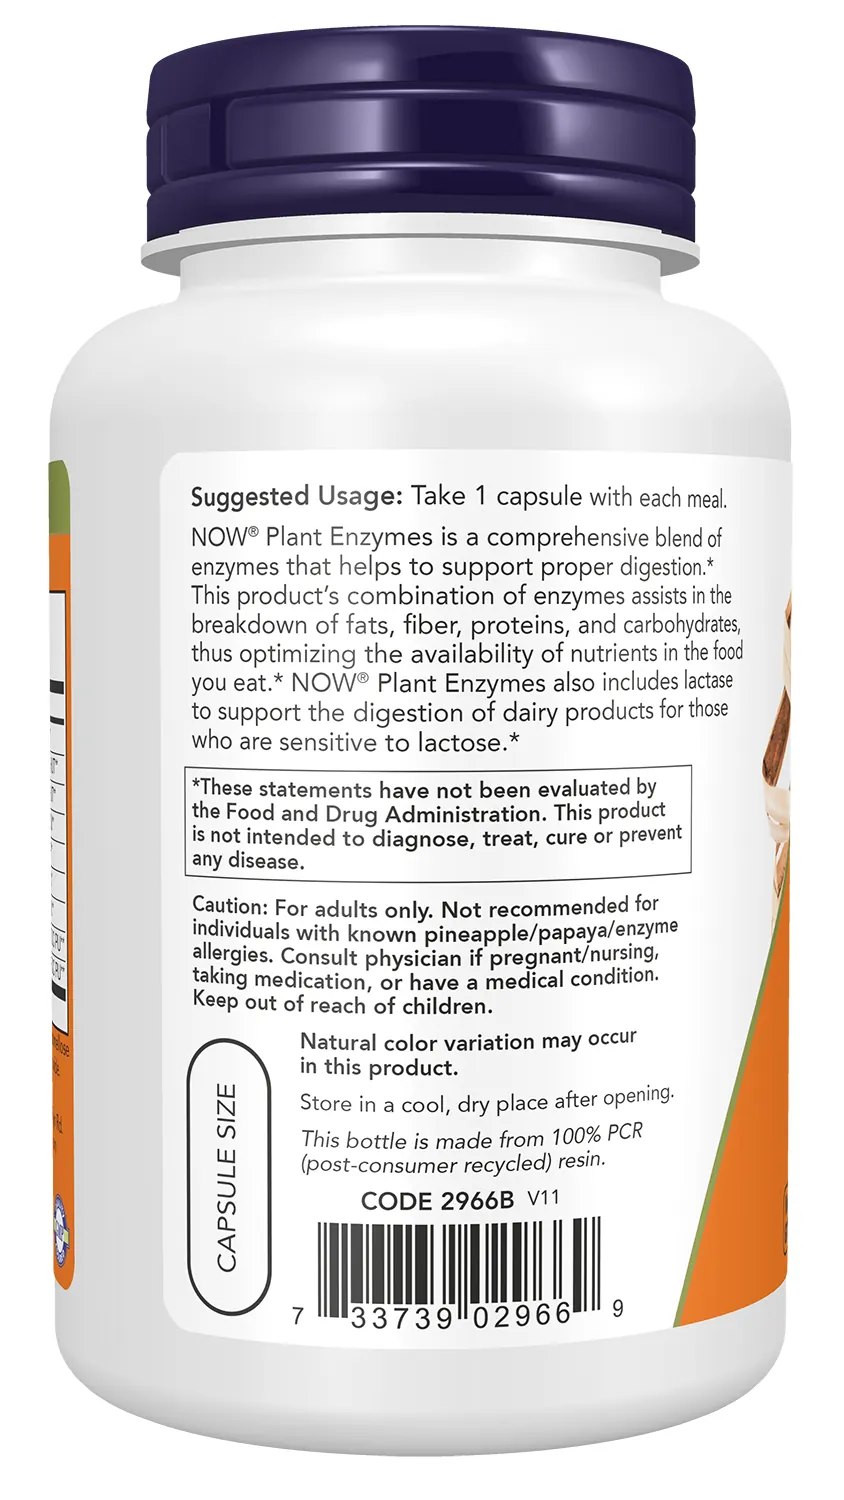 Suggested Usage: Take 1 capsule with each meal.
NOW® Plant Enzymes is a comprehensive blend of
enzymes that helps to support proper digestion.*
This product's combination of enzymes assists in the
breakdown of fats, fiber, proteins, and carbohydrates,
thus optimizing the availability of nutrients in the food
you eat.* NOW® Plant Enzymes also includes lactase
to support the digestion of dairy products for those
who are sensitive to lactose.*
*These statements have not been evaluated by
the Food and Drug Administration. This product
is not intended to diagnose, treat, cure or prevent
any disease.
Caution: For adults only. Not recommended for
individuals with known pineapple/papaya/enzyme
allergies. Consult physician if pregnant/nursing,
taking medication, or have a medical condition.
Keep out of reach of children.
Natural color variation may occur
in this product.
Store in a cool, dry place after opening.
This bottle is made from 100% PCR
(post-consumer recycled) resin.
CAPSULE SIZE
CODE 2966B V11
7 33739 02966 9